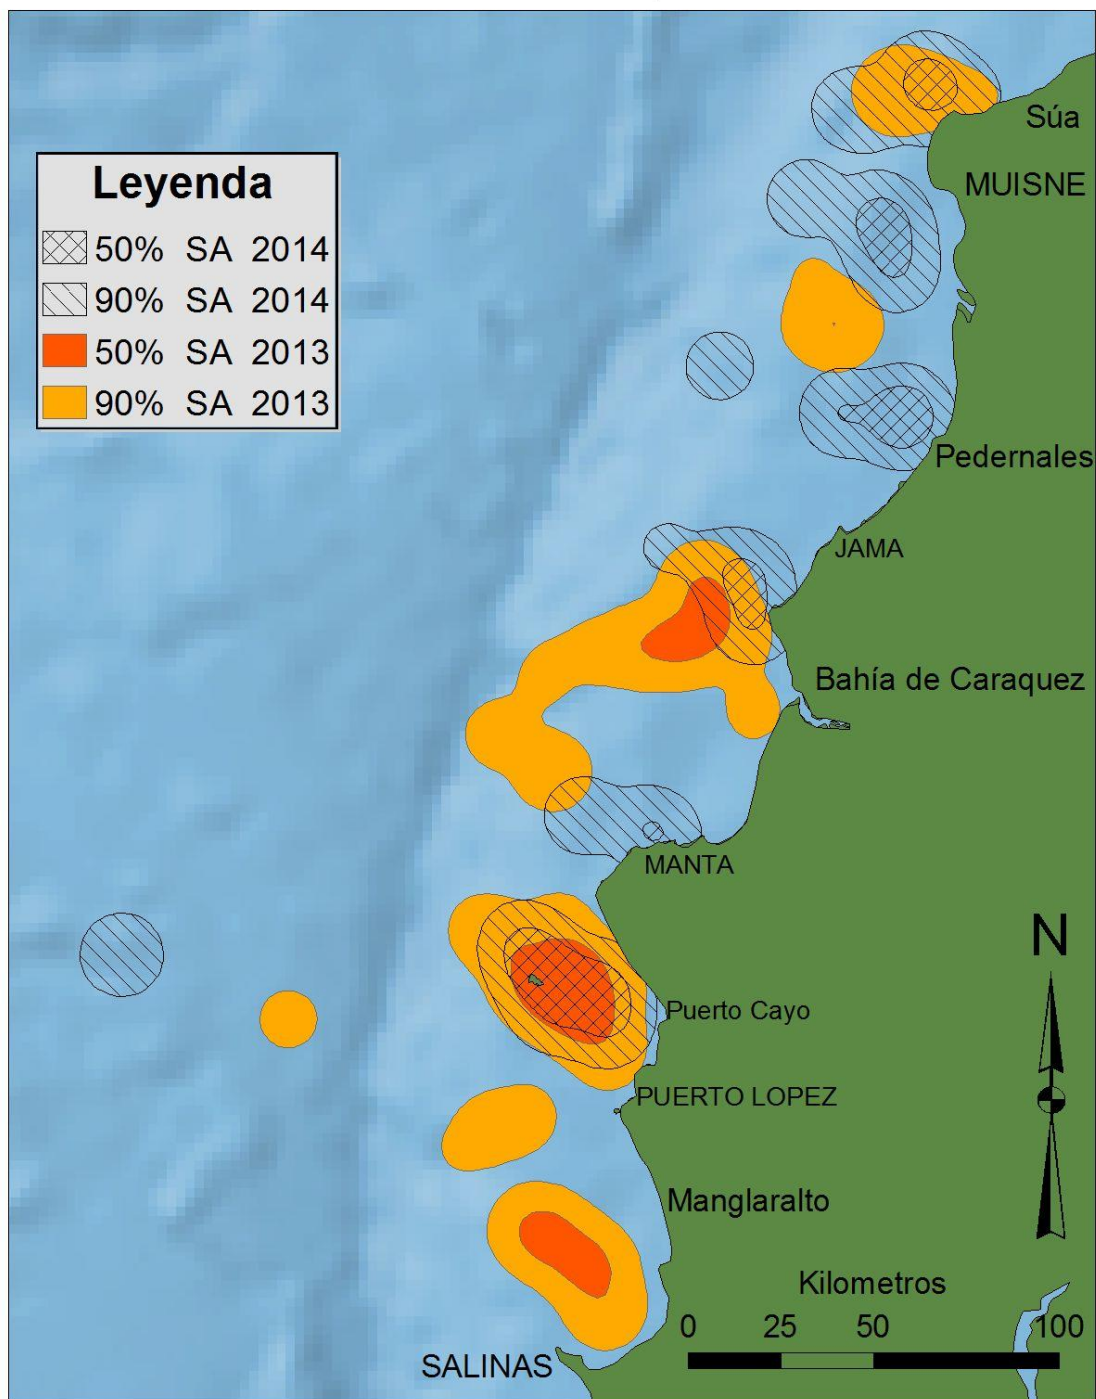 Súa
MUISNE
Leyenda
50% SA 2014
90% SA 2014
50% SA 2013
90% SA 2013
Pedernales
JAMA
Bahía de Caraquez
MANTA
N
Puerto Cayo
PUERTO LOPEZ
Manglaralto
Kilometros
0 25 50 100
SALINAS